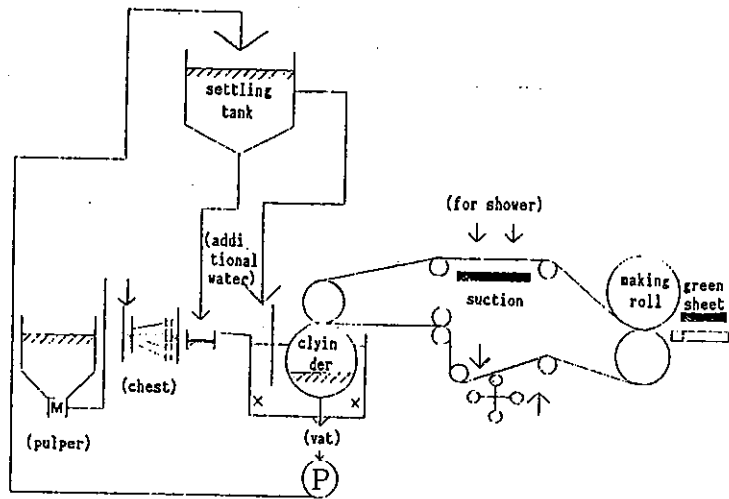 settling
tank
(for shower)
(addi
tional
water)
suction
making
roll
green
sheet
clyin
der
(chest)
M
(pulper)
(vat)
P